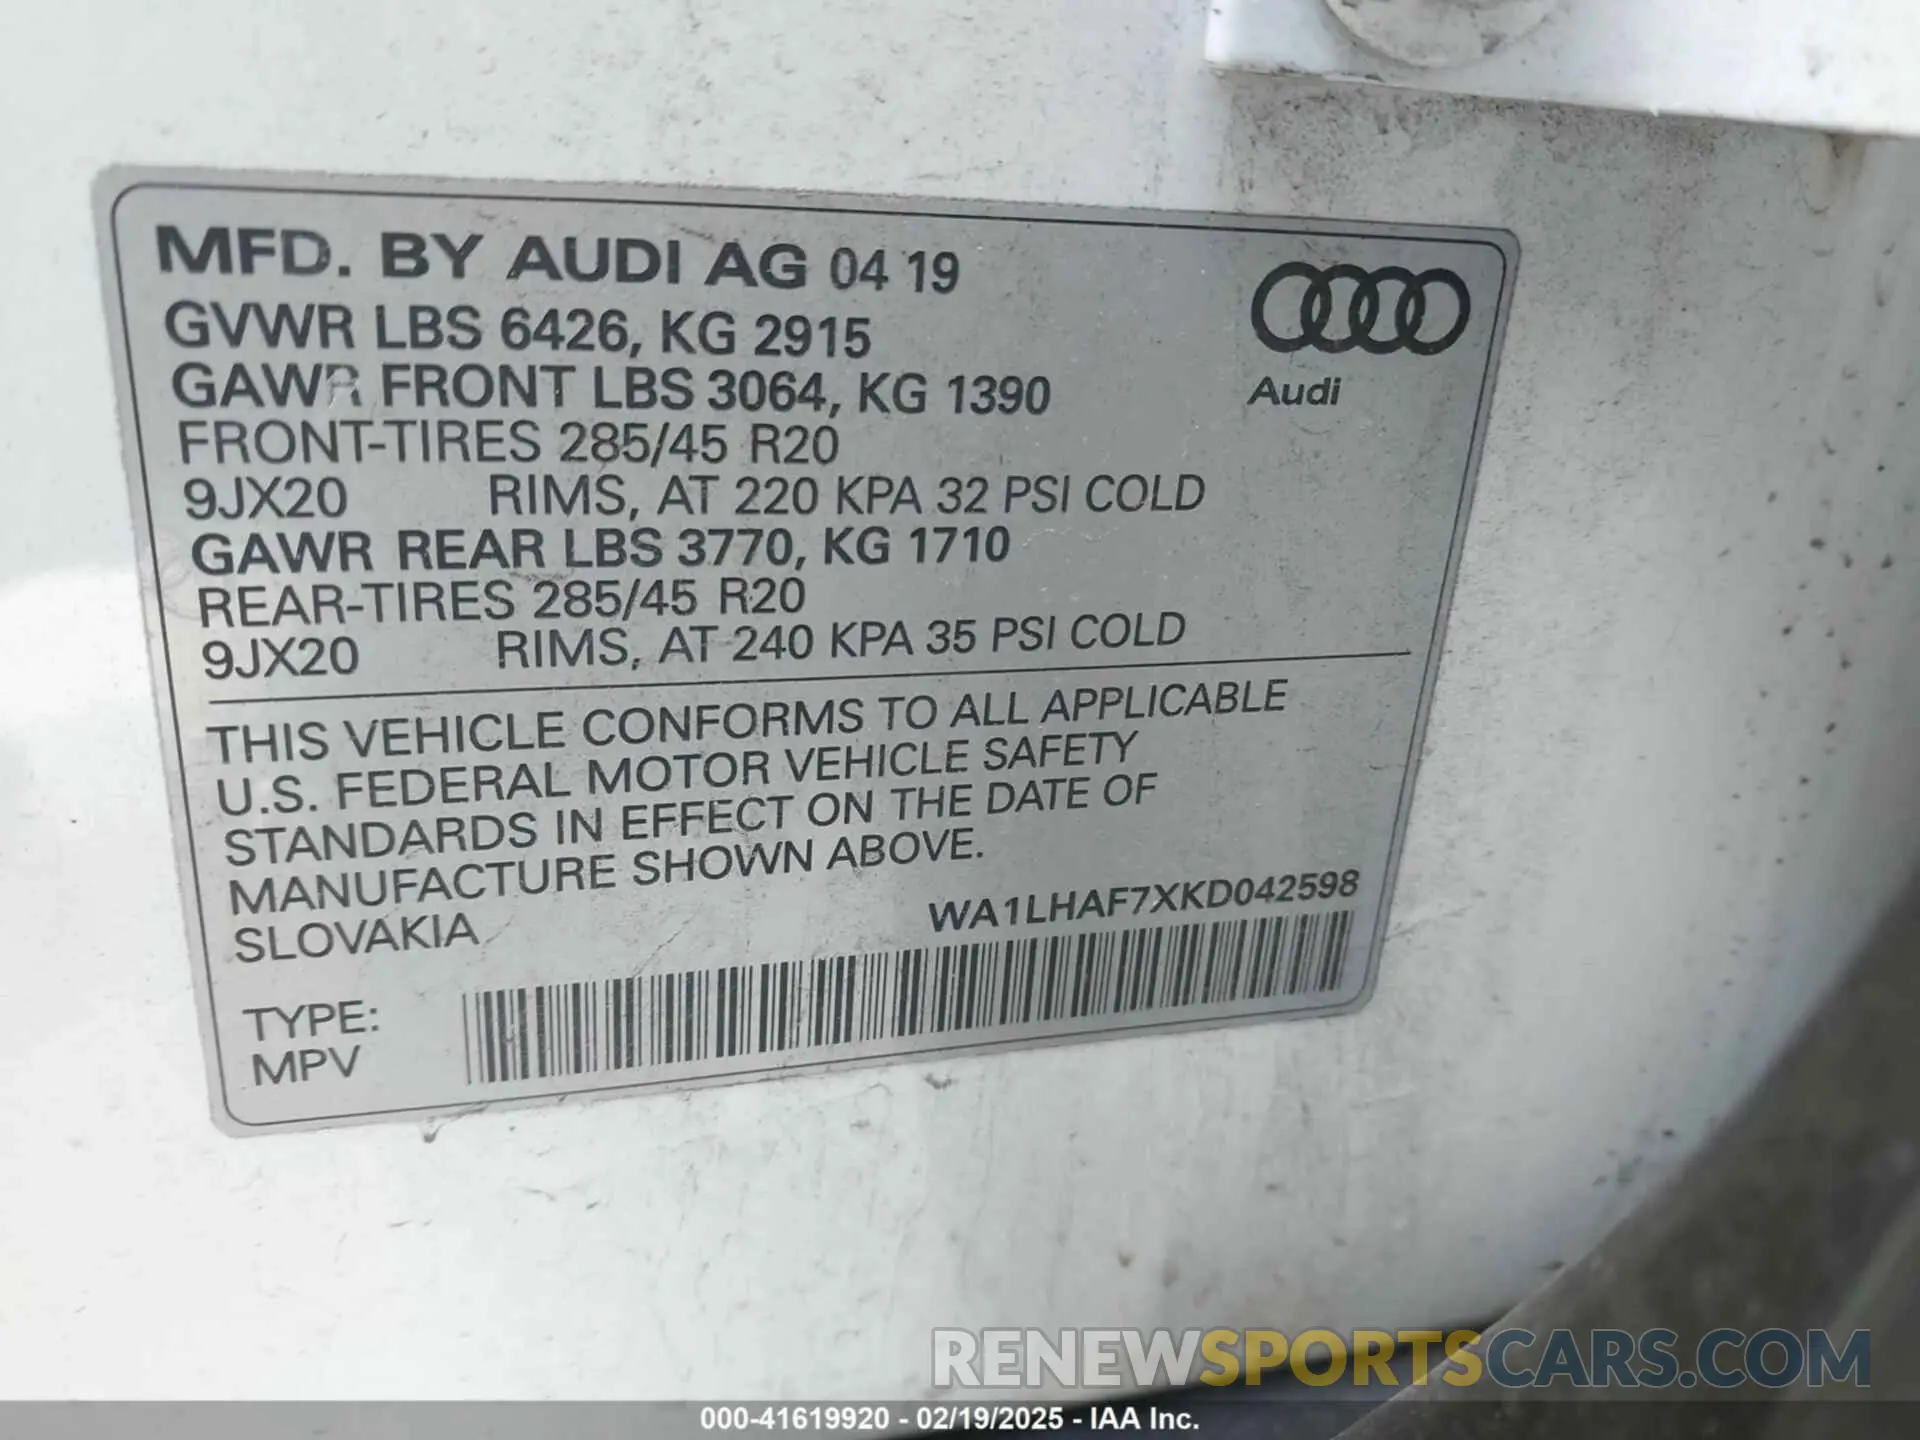 MFD. BY AUDI AG 04 19
GVWR LBS 6426, KG 2915
GAWR FRONT LBS 3064, KG 1390
FRONT-TIRES 285/45 R20
9JX20 RIMS, AT 220 KPA 32 PSI COLD
GAWR REAR LBS 3770, KG 1710
REAR-TIRES 285/45 R20
9JX20 RIMS, AT 240 KPA 35 PSI COLD
Audi
THIS VEHICLE CONFORMS TO ALL APPLICABLE
U.S. FEDERAL MOTOR VEHICLE SAFETY
STANDARDS IN EFFECT ON THE DATE OF
MANUFACTURE SHOWN ABOVE.
SLOVAKIA
WA1LHAF7XKD042598
TYPE:
MPV
RENEWSPORTSCARS.COM
000-41619920 - 02/19/2025 - IAA Inc.